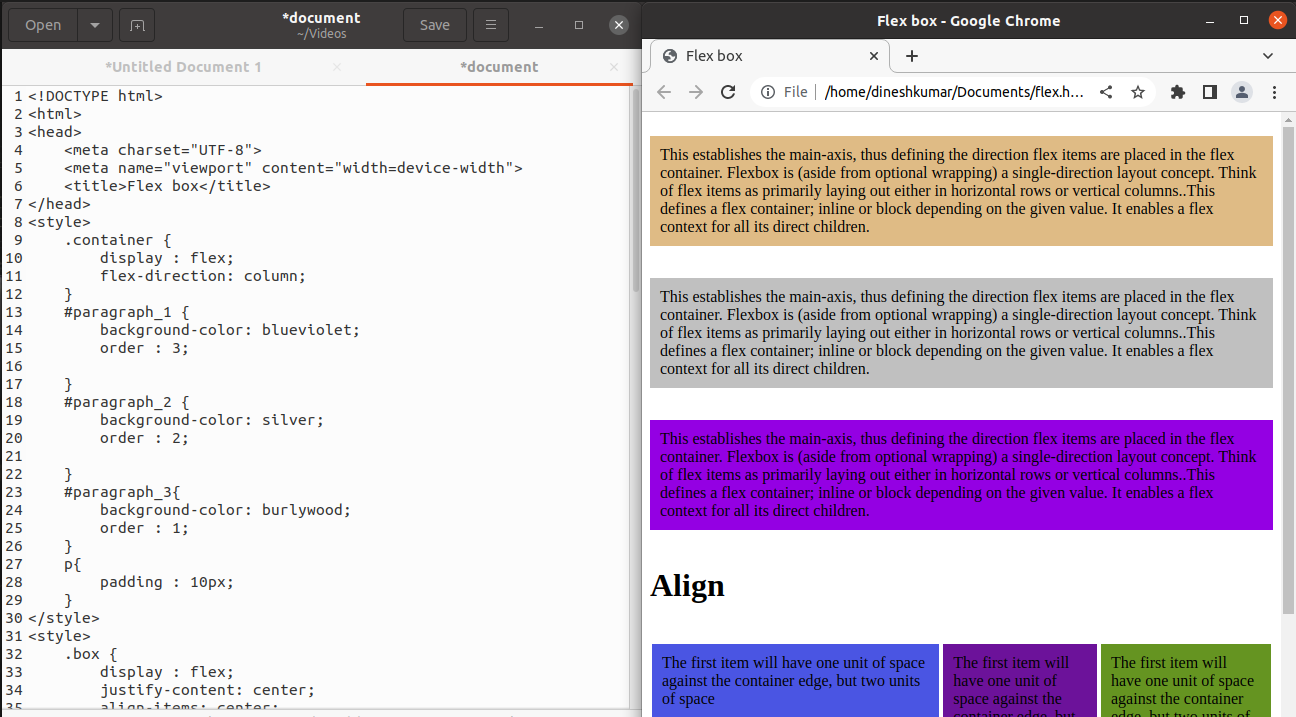 Open
*document
~/Videos
Save
*Untitled Document 1
*document
1 <!DOCTYPE html>
2 <html>
3 <head>
4     <meta charset="UTF-8">
5     <meta name="viewport" content="width=device-width">
6     <title>Flex box</title>
7 </head>
8 <style>
9     .container {
10         display : flex;
11         flex-direction: column;
12     }
13     #paragraph_1 {
14         background-color: blueviolet;
15         order : 3;
16
17     }
18     #paragraph_2 {
19         background-color: silver;
20         order : 2;
21
22     }
23     #paragraph_3{
24         background-color: burlywood;
25         order : 1;
26     }
27     p{
28         padding : 10px;
29     }
30 </style>
31 <style>
32     .box {
33         display : flex;
34         justify-content: center;
35         align-items: center;
Flex box - Google Chrome
Flex box
File | /home/dineshkumar/Documents/flex.h...
This establishes the main-axis, thus defining the direction flex items are placed in the flex
container. Flexbox is (aside from optional wrapping) a single-direction layout concept. Think
of flex items as primarily laying out either in horizontal rows or vertical columns..This
defines a flex container; inline or block depending on the given value. It enables a flex
context for all its direct children.
This establishes the main-axis, thus defining the direction flex items are placed in the flex
container. Flexbox is (aside from optional wrapping) a single-direction layout concept. Think
of flex items as primarily laying out either in horizontal rows or vertical columns..This
defines a flex container; inline or block depending on the given value. It enables a flex
context for all its direct children.
This establishes the main-axis, thus defining the direction flex items are placed in the flex
container. Flexbox is (aside from optional wrapping) a single-direction layout concept. Think
of flex items as primarily laying out either in horizontal rows or vertical columns..This
defines a flex container; inline or block depending on the given value. It enables a flex
context for all its direct children.
Align
The first item will have one unit of space
against the container edge, but two units
of space
The first item will
have one unit of
space against the
container edge, but
The first item will
have one unit of space
against the container
edge, but two units of